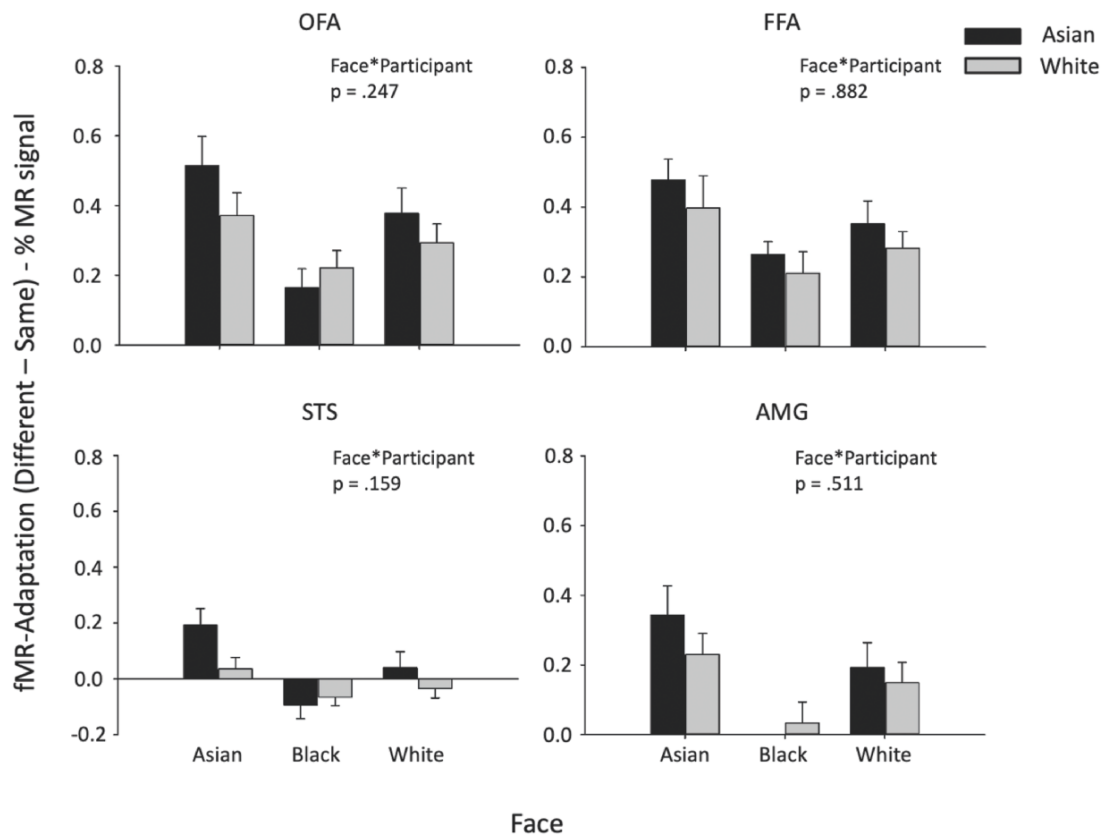 OFA
FFA
Asian
White
Face*Participant
p = .247
Face*Participant
p = .882
fMR-Adaptation (Different – Same) - % MR signal
0.8
0.6
0.4
0.2
0.0
0.8
0.6
0.4
0.2
0.0
STS
AMG
Face*Participant
p = .159
Face*Participant
p = .511
0.8
0.6
0.4
0.2
0.0
-0.2
0.8
0.6
0.4
0.2
0.0
Asian Black White
Asian Black White
Face